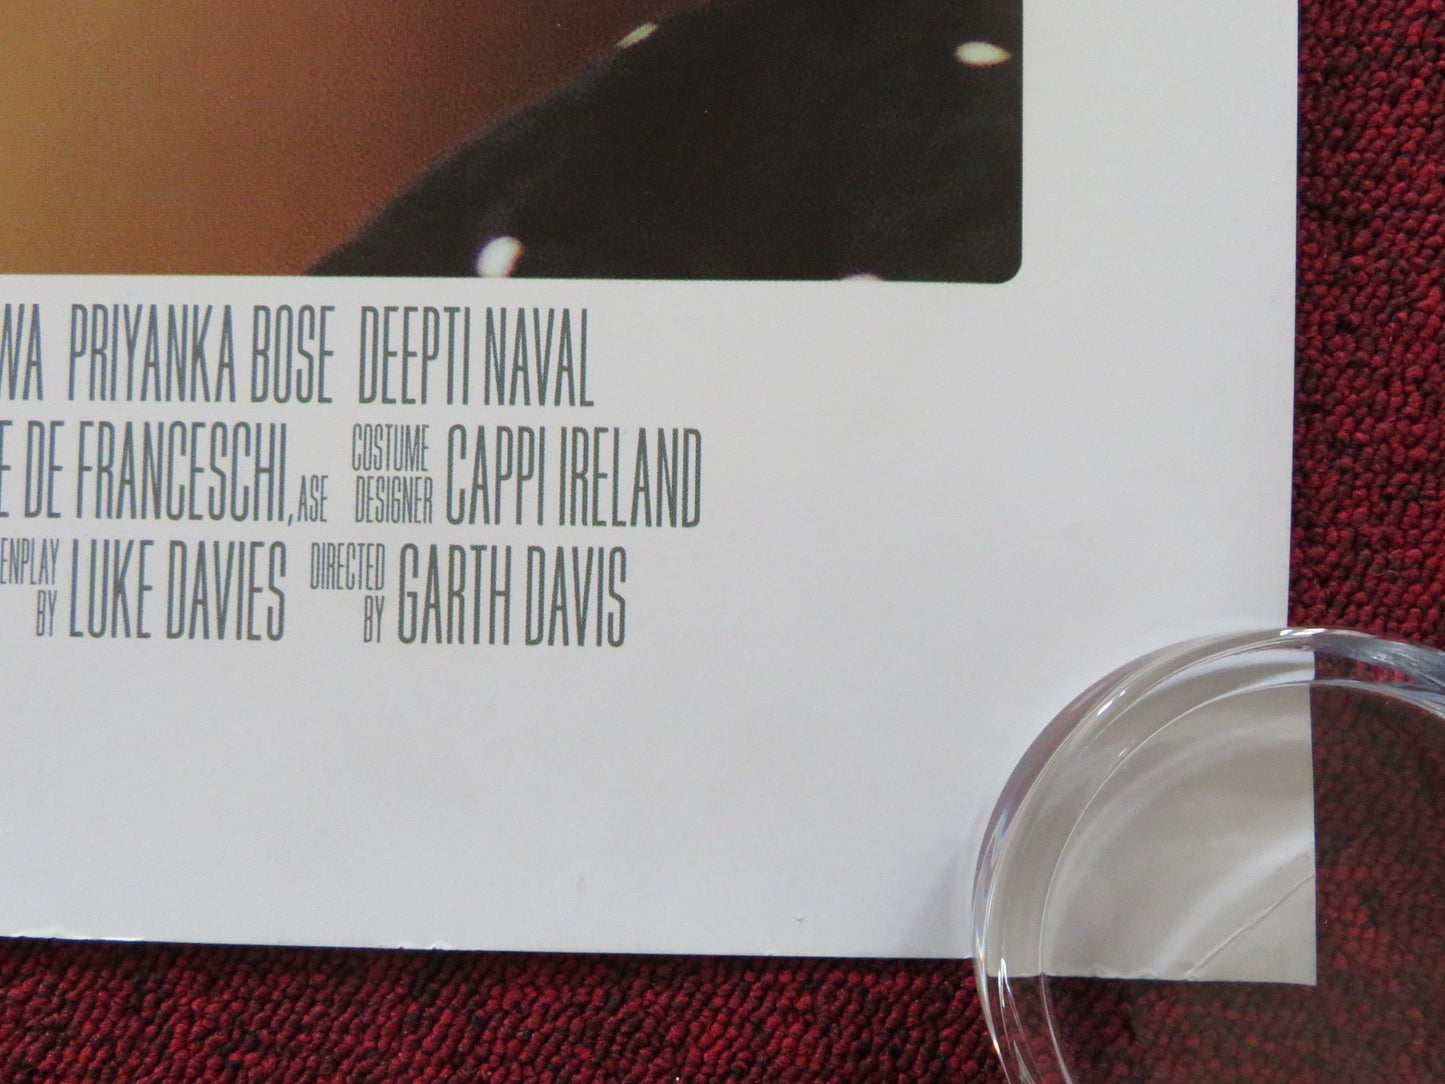 WA PRIYANKA BOSE DEEPTI NAVAL
E DE FRANCESCHI, ASE COSTUME DESIGNER CAPPI IRELAND
ENPLAY BY LUKE DAVIES DIRECTED BY GARTH DAVIS